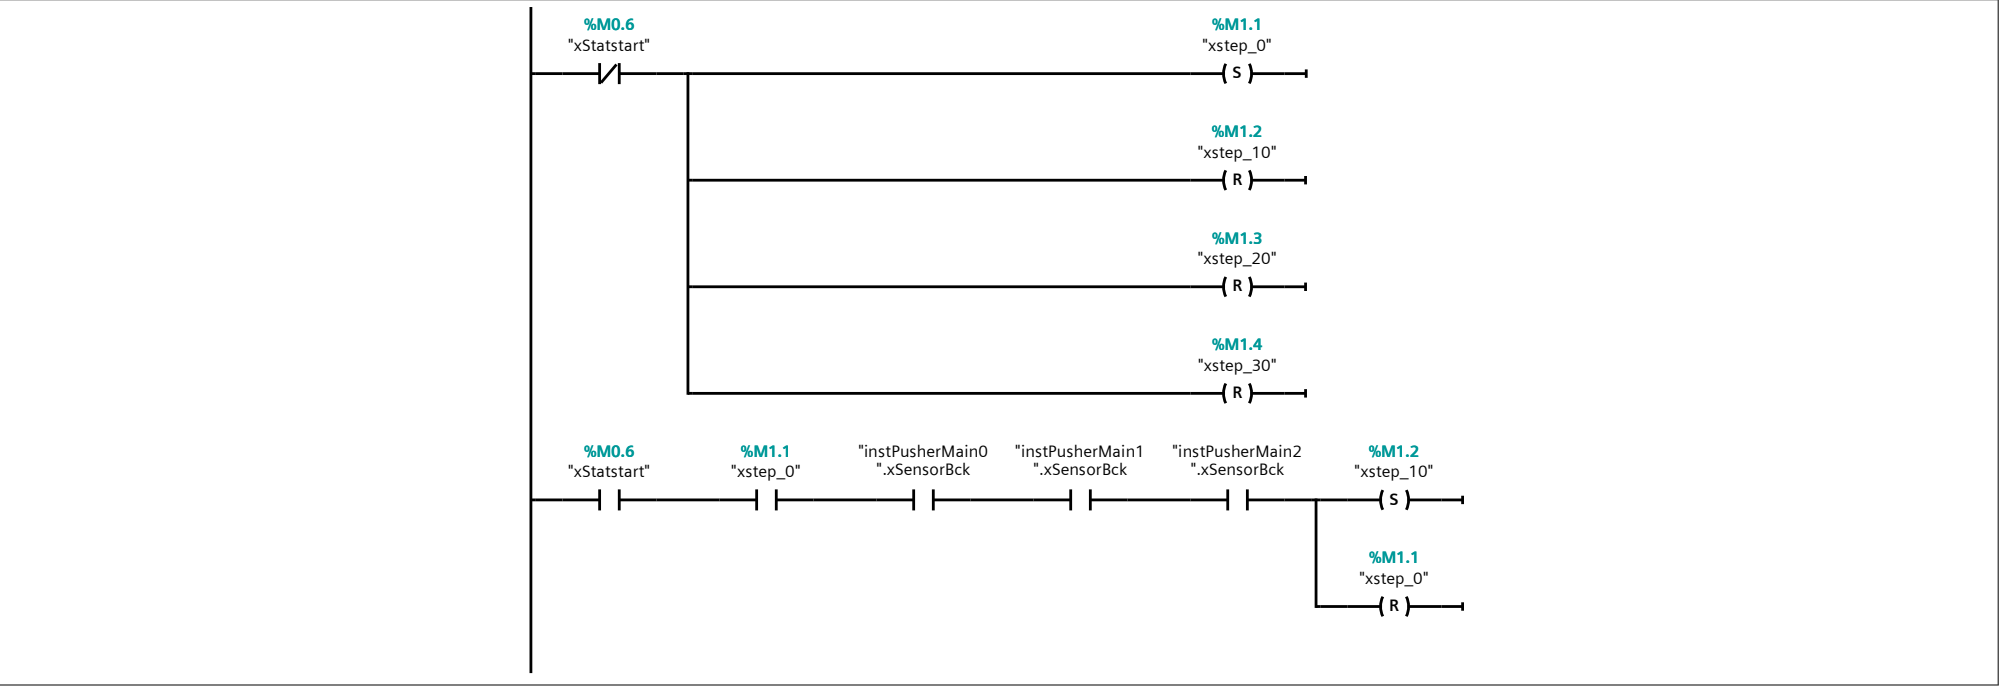 %M0.6
"xStatstart"
%M1.1
"xstep_0"
S
%M1.2
"xstep_10"
R
%M1.3
"xstep_20"
R
%M1.4
"xstep_30"
R
%M0.6
"xStatstart"
%M1.1
"xstep_0"
"instPusherMain0
".xSensorBck
"instPusherMain1
".xSensorBck
"instPusherMain2
".xSensorBck
%M1.2
"xstep_10"
S
%M1.1
"xstep_0"
R